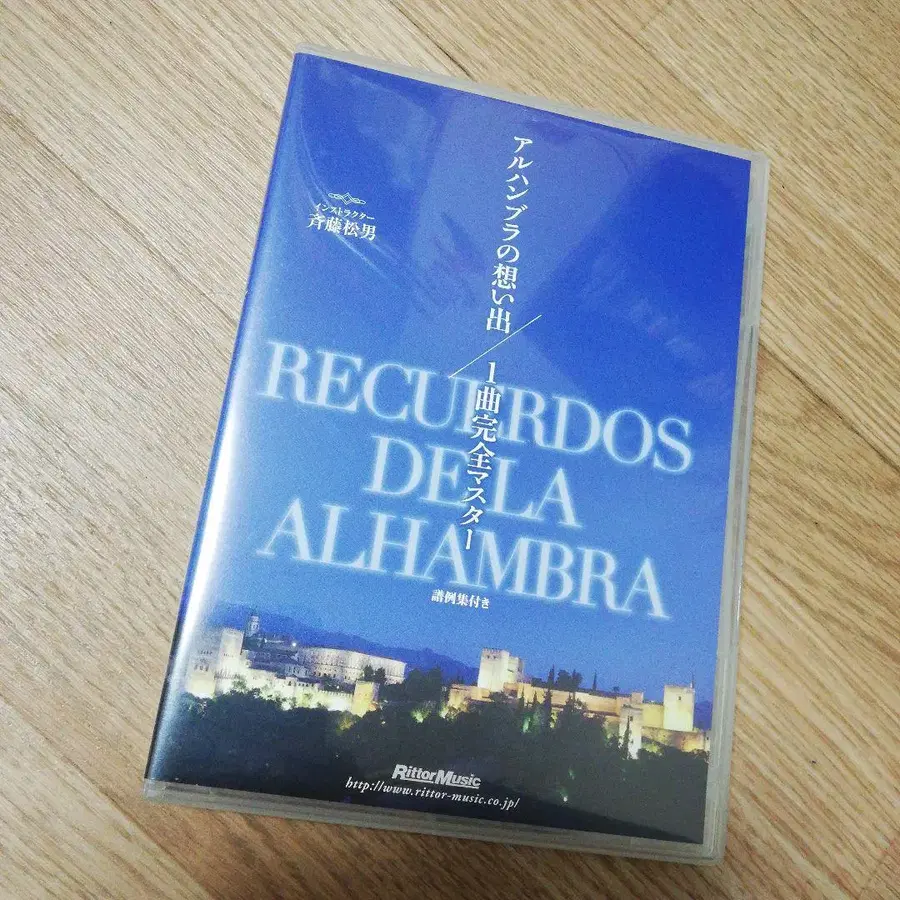 アルハンブラの想い出／1曲完全マスター
インストラクター
斉藤松男
RECUERDOS
DE LA
ALHAMBRA
譜例集付き
RittorMusic
http://www.rittor-music.co.jp/